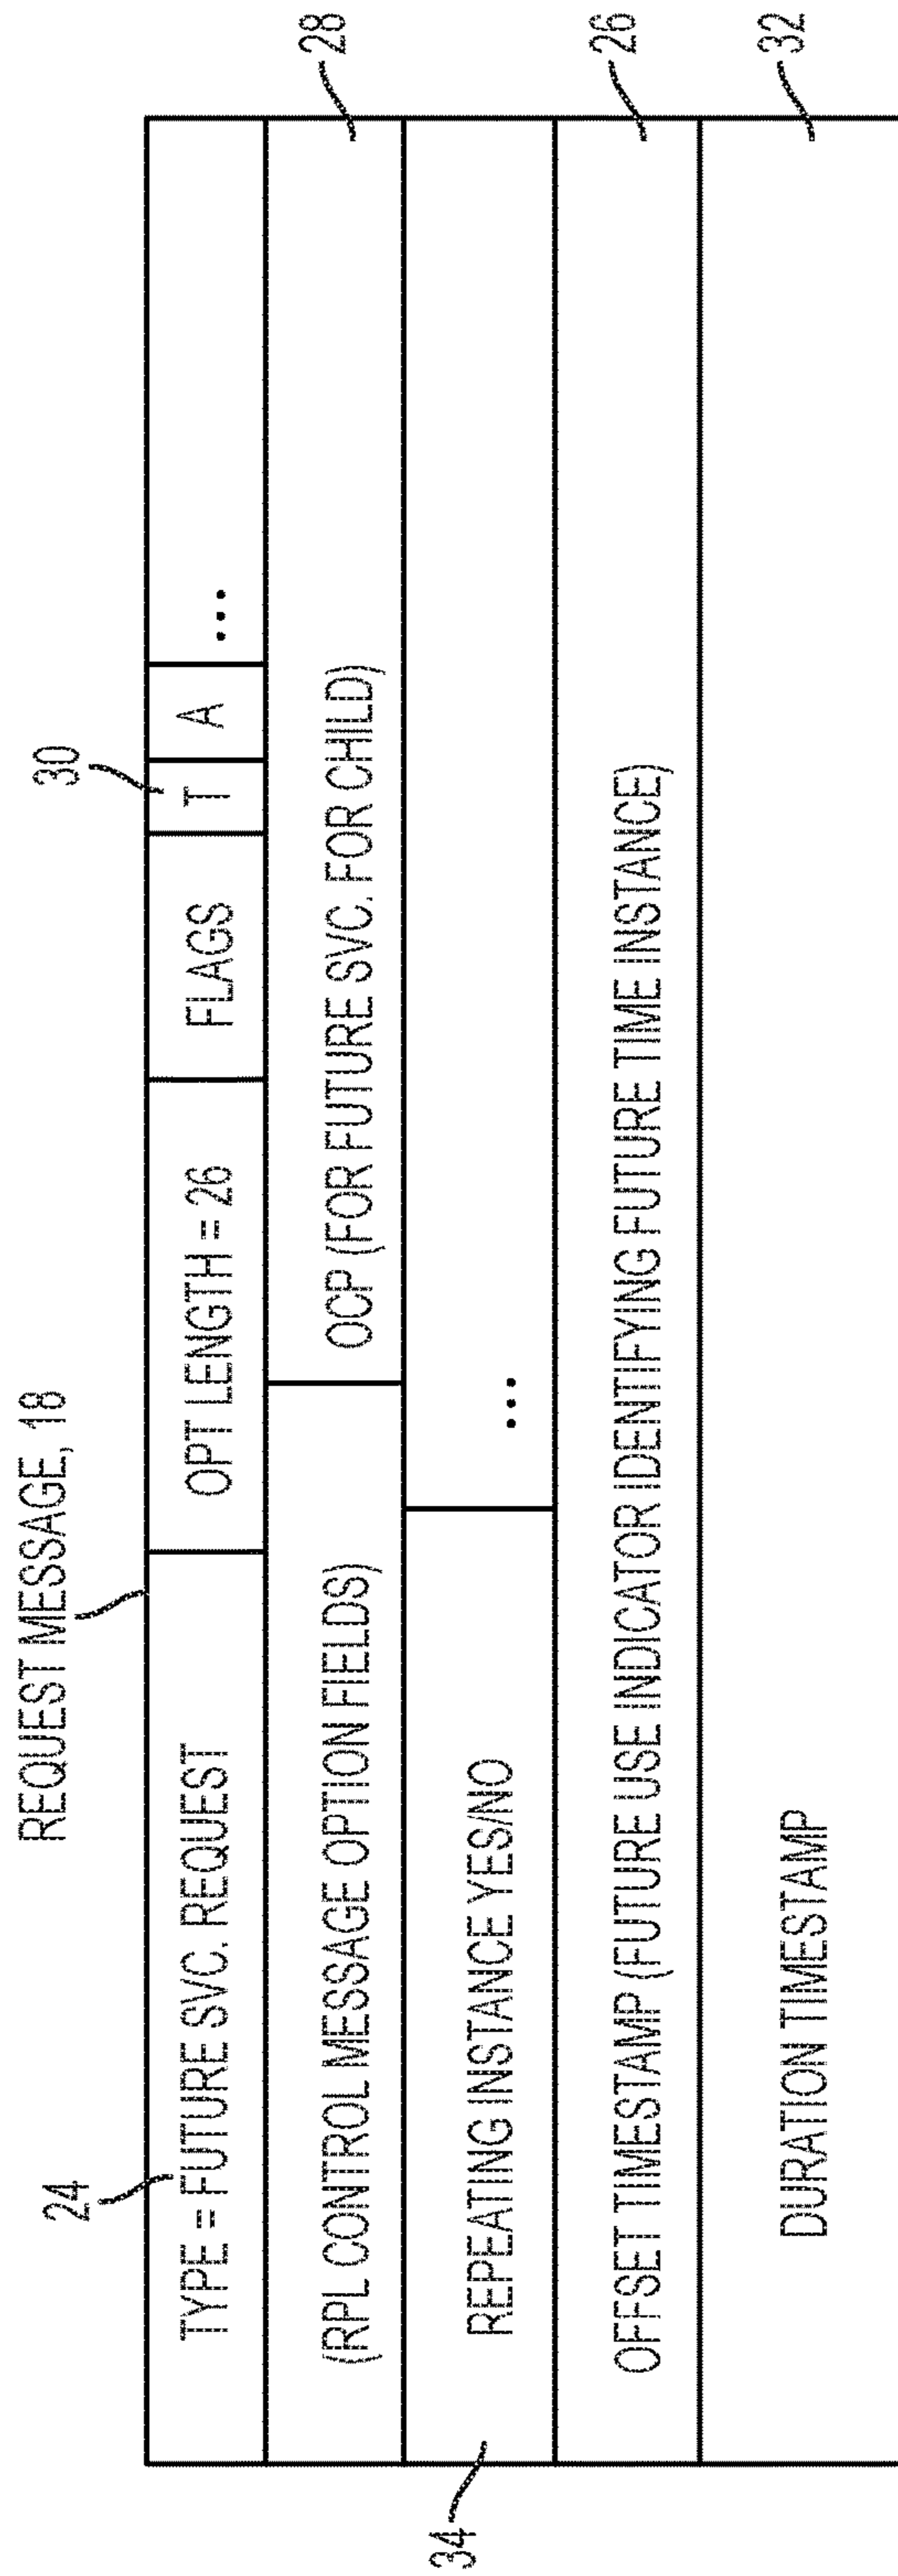 REQUEST MESSAGE, 18
24
30
TYPE = FUTURE SVC. REQUEST
OPT LENGTH = 26
FLAGS
T
A
...
(RPL CONTROL MESSAGE OPTION FIELDS)
OCP (FOR FUTURE SVC. FOR CHILD)
28
34
REPEATING INSTANCE YES/NO
...
OFFSET TIMESTAMP (FUTURE USE INDICATOR IDENTIFYING FUTURE TIME INSTANCE)
26
DURATION TIMESTAMP
32